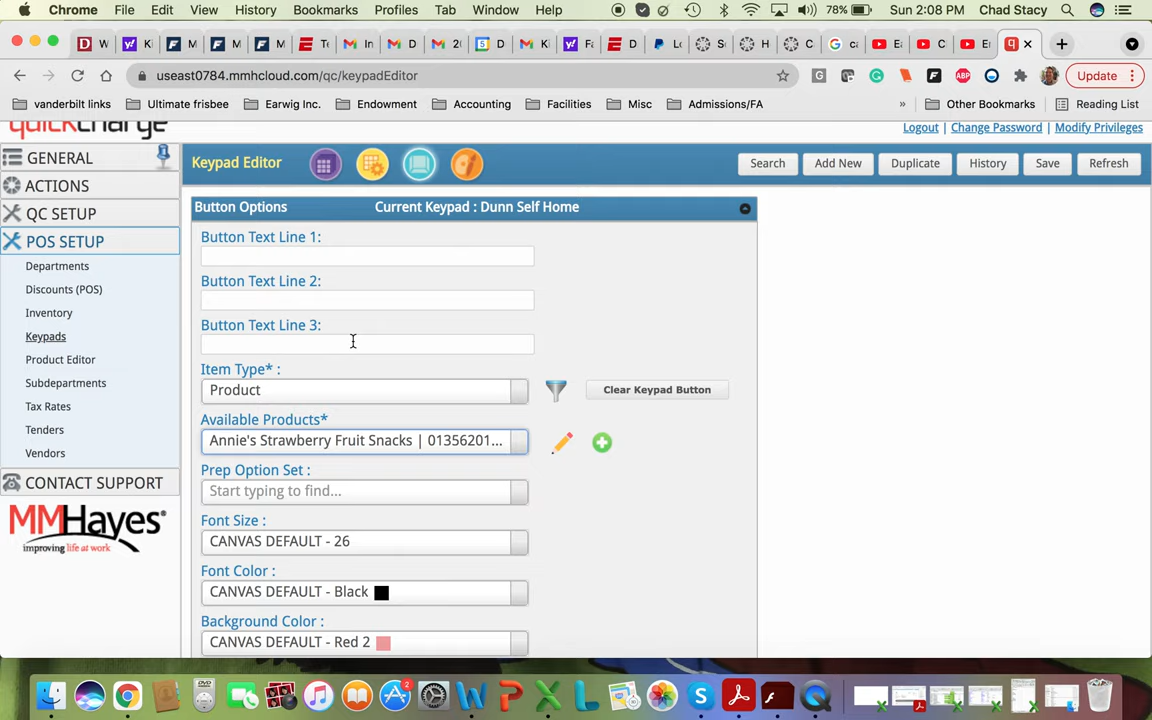 Chrome File Edit View History Bookmarks Profiles Tab Window Help 78% Sun 2:08 PM Chad Stacy
useast0784.mmhcloud.com/qc/keypadEditor Update
vanderbilt links Ultimate frisbee Earwig Inc. Endowment Accounting Facilities Misc Admissions/FA » Other Bookmarks Reading List
quickcharge Logout Change Password Modify Privileges
GENERAL
ACTIONS
QC SETUP
POS SETUP
Departments
Discounts (POS)
Inventory
Keypads
Product Editor
Subdepartments
Tax Rates
Tenders
Vendors
CONTACT SUPPORT
MMHayes®
improving life at work
Keypad Editor Search Add New Duplicate History Save Refresh
Button Options Current Keypad : Dunn Self Home
Button Text Line 1:
Button Text Line 2:
Button Text Line 3:
Item Type* :
Product Clear Keypad Button
Available Products*
Annie's Strawberry Fruit Snacks | 01356201...
Prep Option Set :
Start typing to find...
Font Size :
CANVAS DEFAULT - 26
Font Color :
CANVAS DEFAULT - Black
Background Color :
CANVAS DEFAULT - Red 2